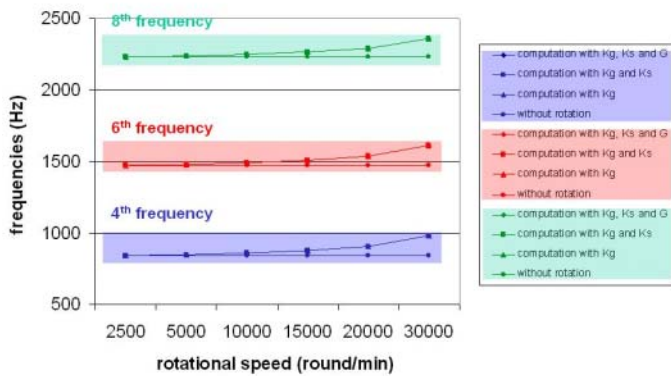 frequencies (Hz)
2500
2000
1500
1000
500
8th frequency
6th frequency
4th frequency
2500 5000 10000 15000 20000 30000
rotational speed (round/min)
computation with Kg, Ks and G
computation with Kg and Ks
computation with Kg
without rotation
computation with Kg, Ks and G
computation with Kg and Ks
computation with Kg
without rotation
computation with Kg, Ks and G
computation with Kg and Ks
computation with Kg
without rotation